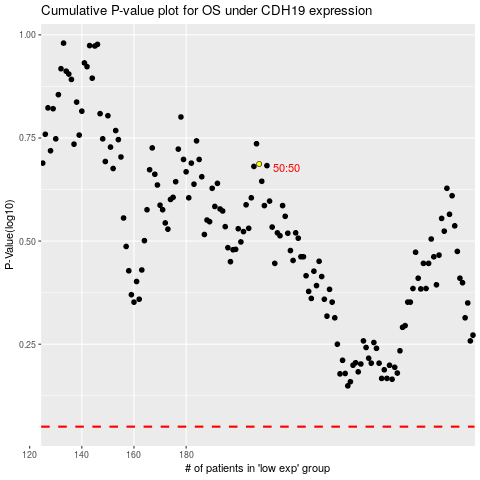 Cumulative P-value plot for OS under CDH19 expression
1.00
0.75
0.50
0.25
P-Value(log10)
50:50
120 140 160 180
# of patients in 'low exp' group